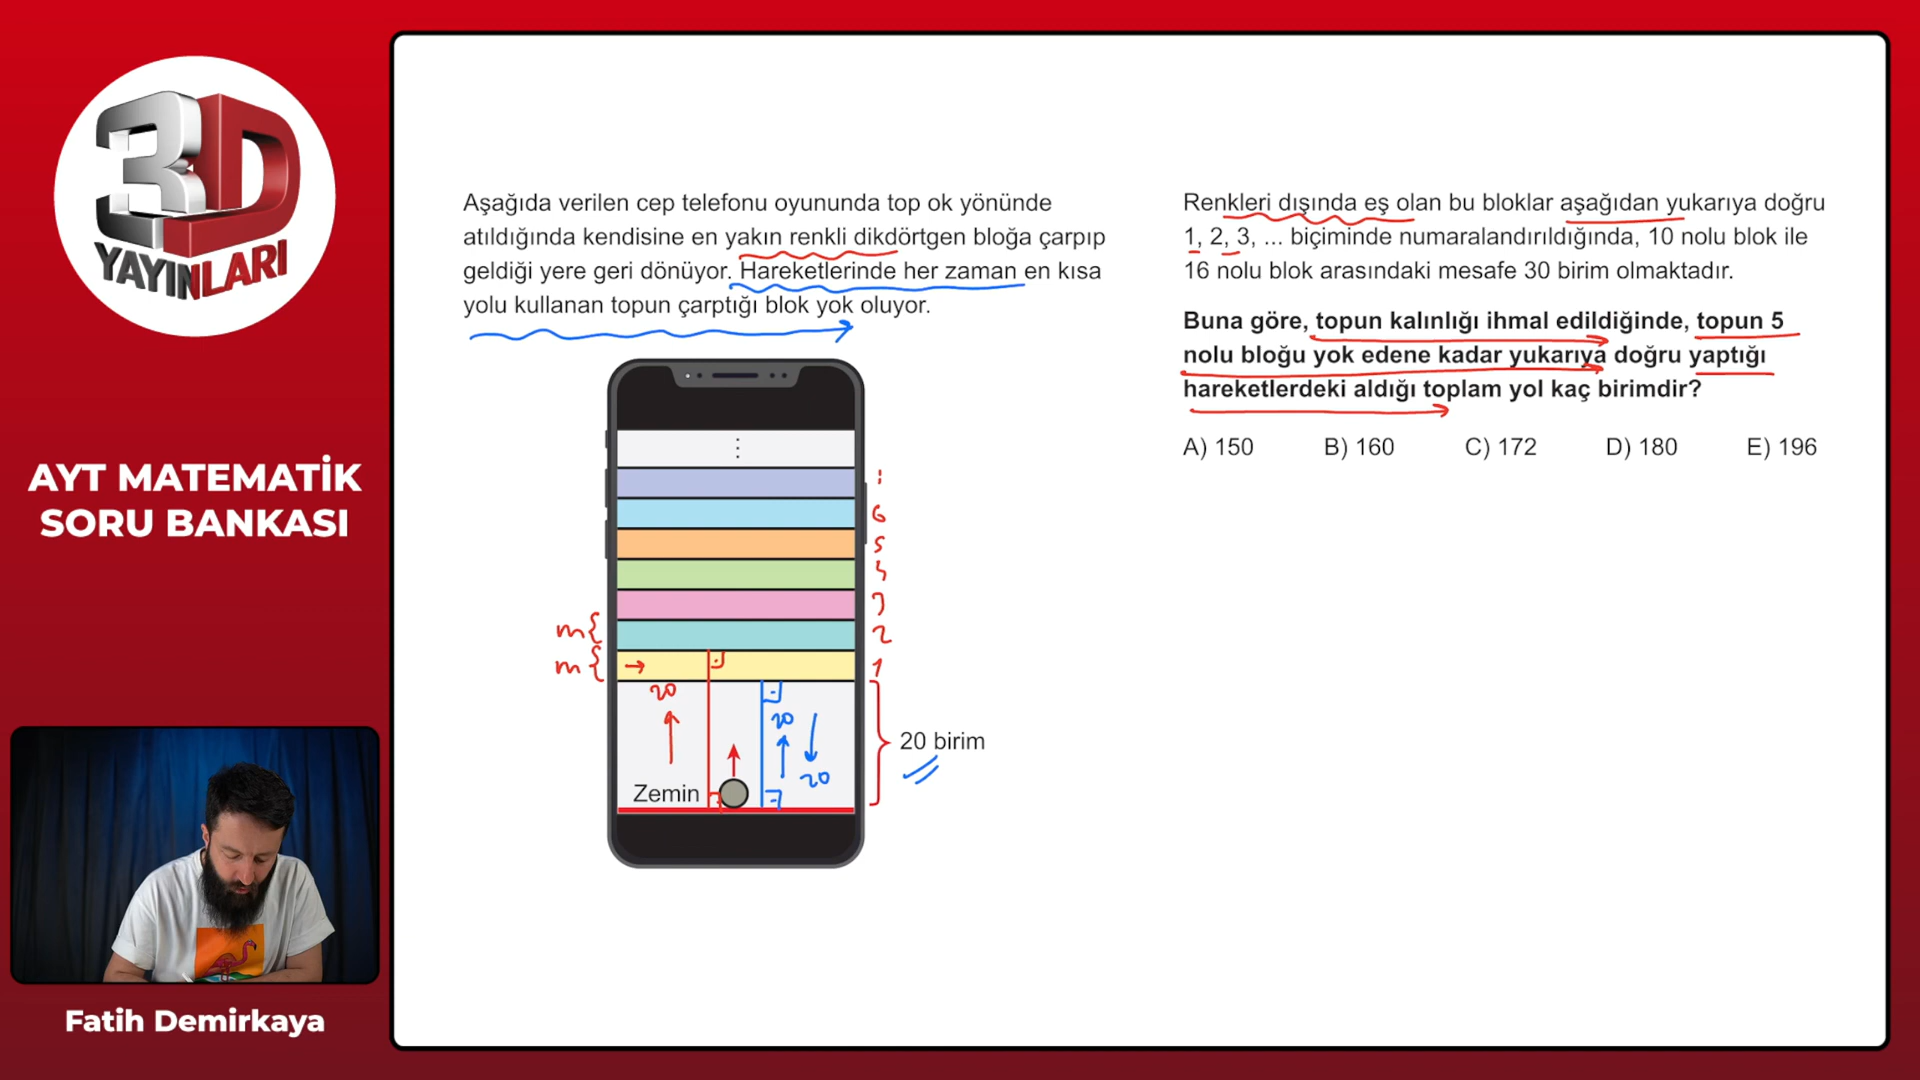 3D
YAYINLARI
AYT MATEMATİK
SORU BANKASI
Fatih Demirkaya
Aşağıda verilen cep telefonu oyununda top ok yönünde
atıldığında kendisine en yakın renkli dikdörtgen bloğa çarpıp
geldiği yere geri dönüyor. Hareketlerinde her zaman en kısa
yolu kullanan topun çarptığı blok yok oluyor.
6
5
4
3
m 2
m 1
20
20
20
20 birim
Zemin
Renkleri dışında eş olan bu bloklar aşağıdan yukarıya doğru
1, 2, 3, ... biçiminde numaralandırıldığında, 10 nolu blok ile
16 nolu blok arasındaki mesafe 30 birim olmaktadır.
Buna göre, topun kalınlığı ihmal edildiğinde, topun 5
nolu bloğu yok edene kadar yukarıya doğru yaptığı
hareketlerdeki aldığı toplam yol kaç birimdir?
A) 150 B) 160 C) 172 D) 180 E) 196